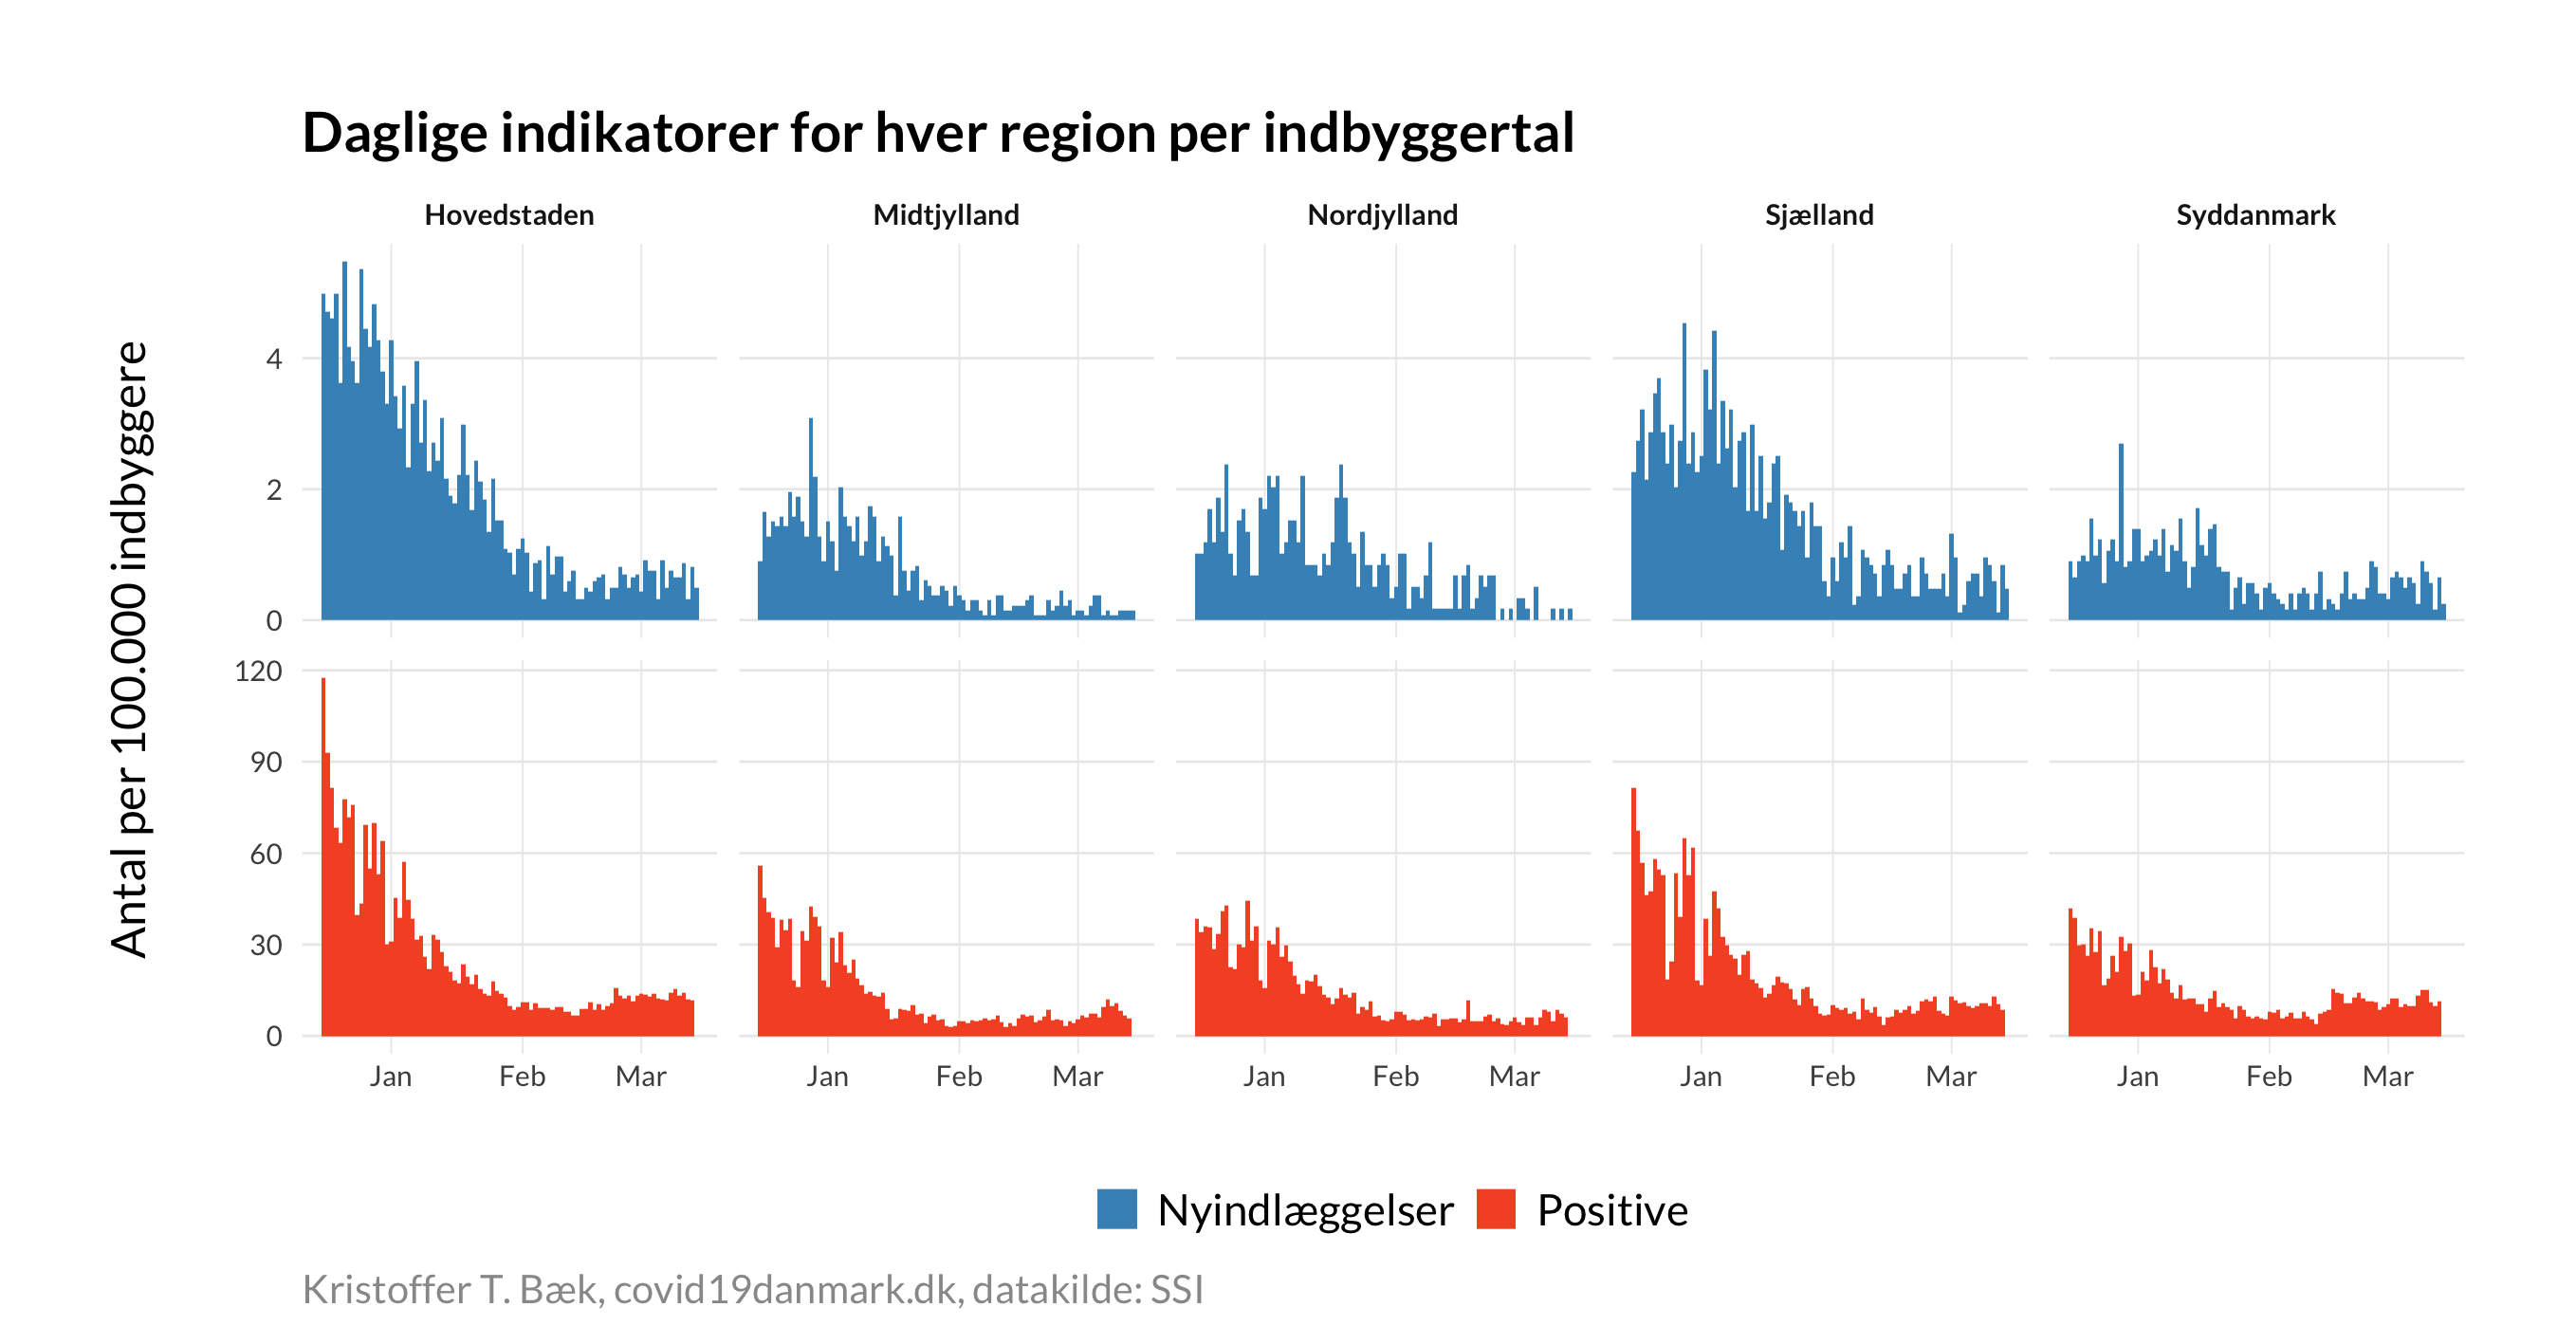 Daglige indikatorer for hver region per indbyggertal
Hovedstaden Midtjylland Nordjylland Sjælland Syddanmark
Antal per 100.000 indbyggere
4
2
0
120
90
60
30
0
Jan Feb Mar Jan Feb Mar Jan Feb Mar Jan Feb Mar Jan Feb Mar
Nyindlæggelser Positive
Kristoffer T. Bæk, covid19danmark.dk, datakilde: SSI